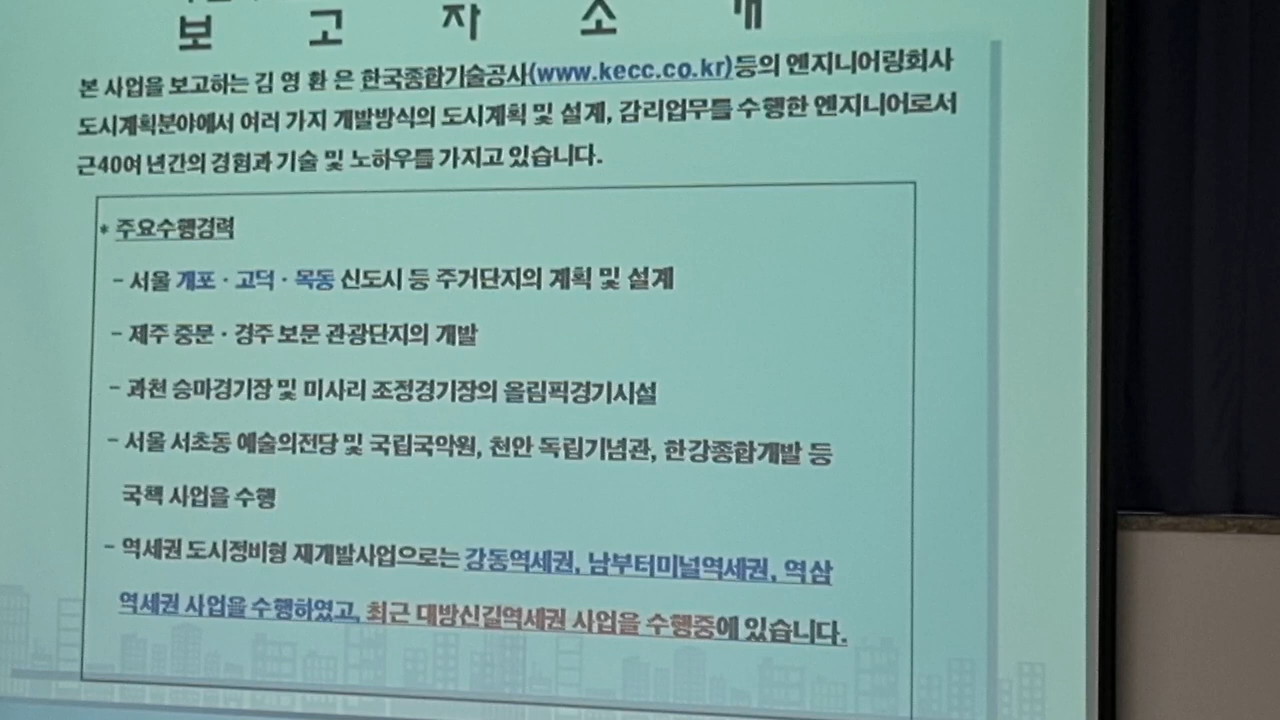 보 고 자 소 개
본 사업을 보고하는 김 영 환 은 한국종합기술공사(www.kecc.co.kr)등의 엔지니어링회사
도시계획분야에서 여러 가지 개발방식의 도시계획 및 설계, 감리업무를 수행한 엔지니어로서
근40여 년간의 경험과 기술 및 노하우를 가지고 있습니다.
* 주요수행경력
- 서울 개포 · 고덕 · 목동 신도시 등 주거단지의 계획 및 설계
- 제주 중문 · 경주 보문 관광단지의 개발
- 과천 승마경기장 및 미사리 조정경기장의 올림픽경기시설
- 서울 서초동 예술의전당 및 국립국악원, 천안 독립기념관, 한강종합개발 등
국책 사업을 수행
- 역세권 도시정비형 재개발사업으로는 강동역세권, 남부터미널역세권, 역삼
역세권 사업을 수행하였고, 최근 대방신길역세권 사업을 수행중에 있습니다.